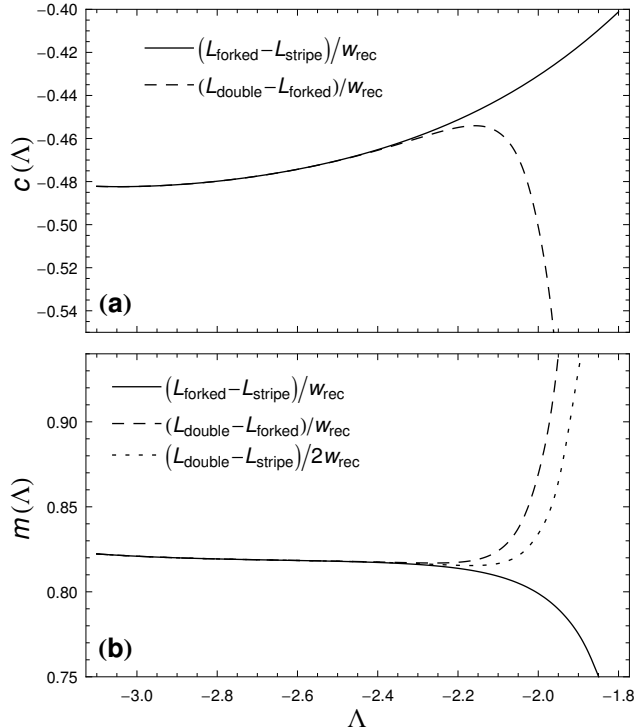 −0.40
(L_forked−L_stripe)/w_rec
−0.44
(L_double−L_forked)/w_rec
−0.46
c(Λ)
−0.48
−0.50
−0.52
(a)
−0.54
(L_forked−L_stripe)/w_rec
(L_double−L_forked)/w_rec
0.90
(L_double−L_stripe)/2w_rec
m(Λ)
0.85
0.80
(b)
0.75
−3.0 −2.8 −2.6 −2.4 −2.2 −2.0 −1.8
Λ